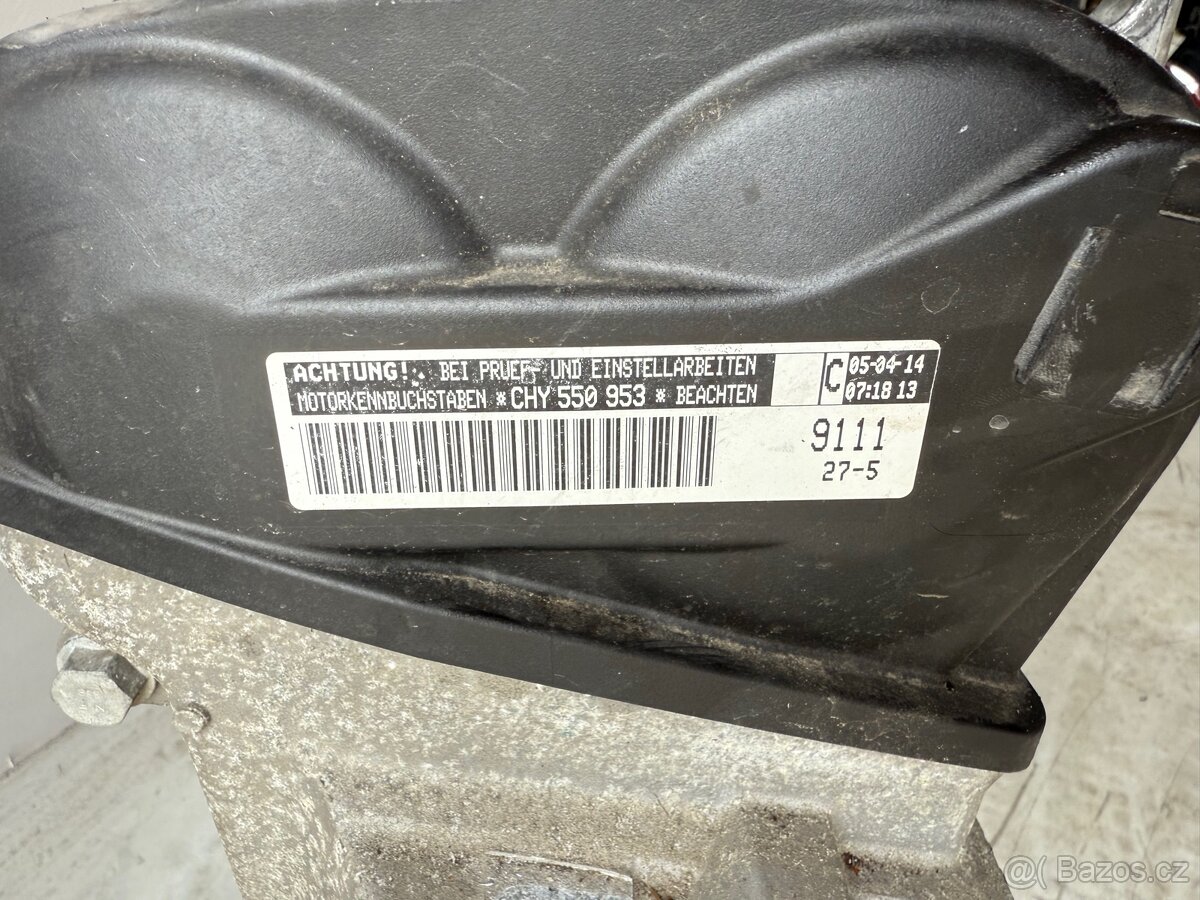 ACHTUNG! BEI PRUEF- UND EINSTELLARBEITEN
MOTORKENNBUCHSTABEN *CHY 550 953* BEACHTEN
C
05-04-14
07:18 13
9111
27-5
Bazos.cz